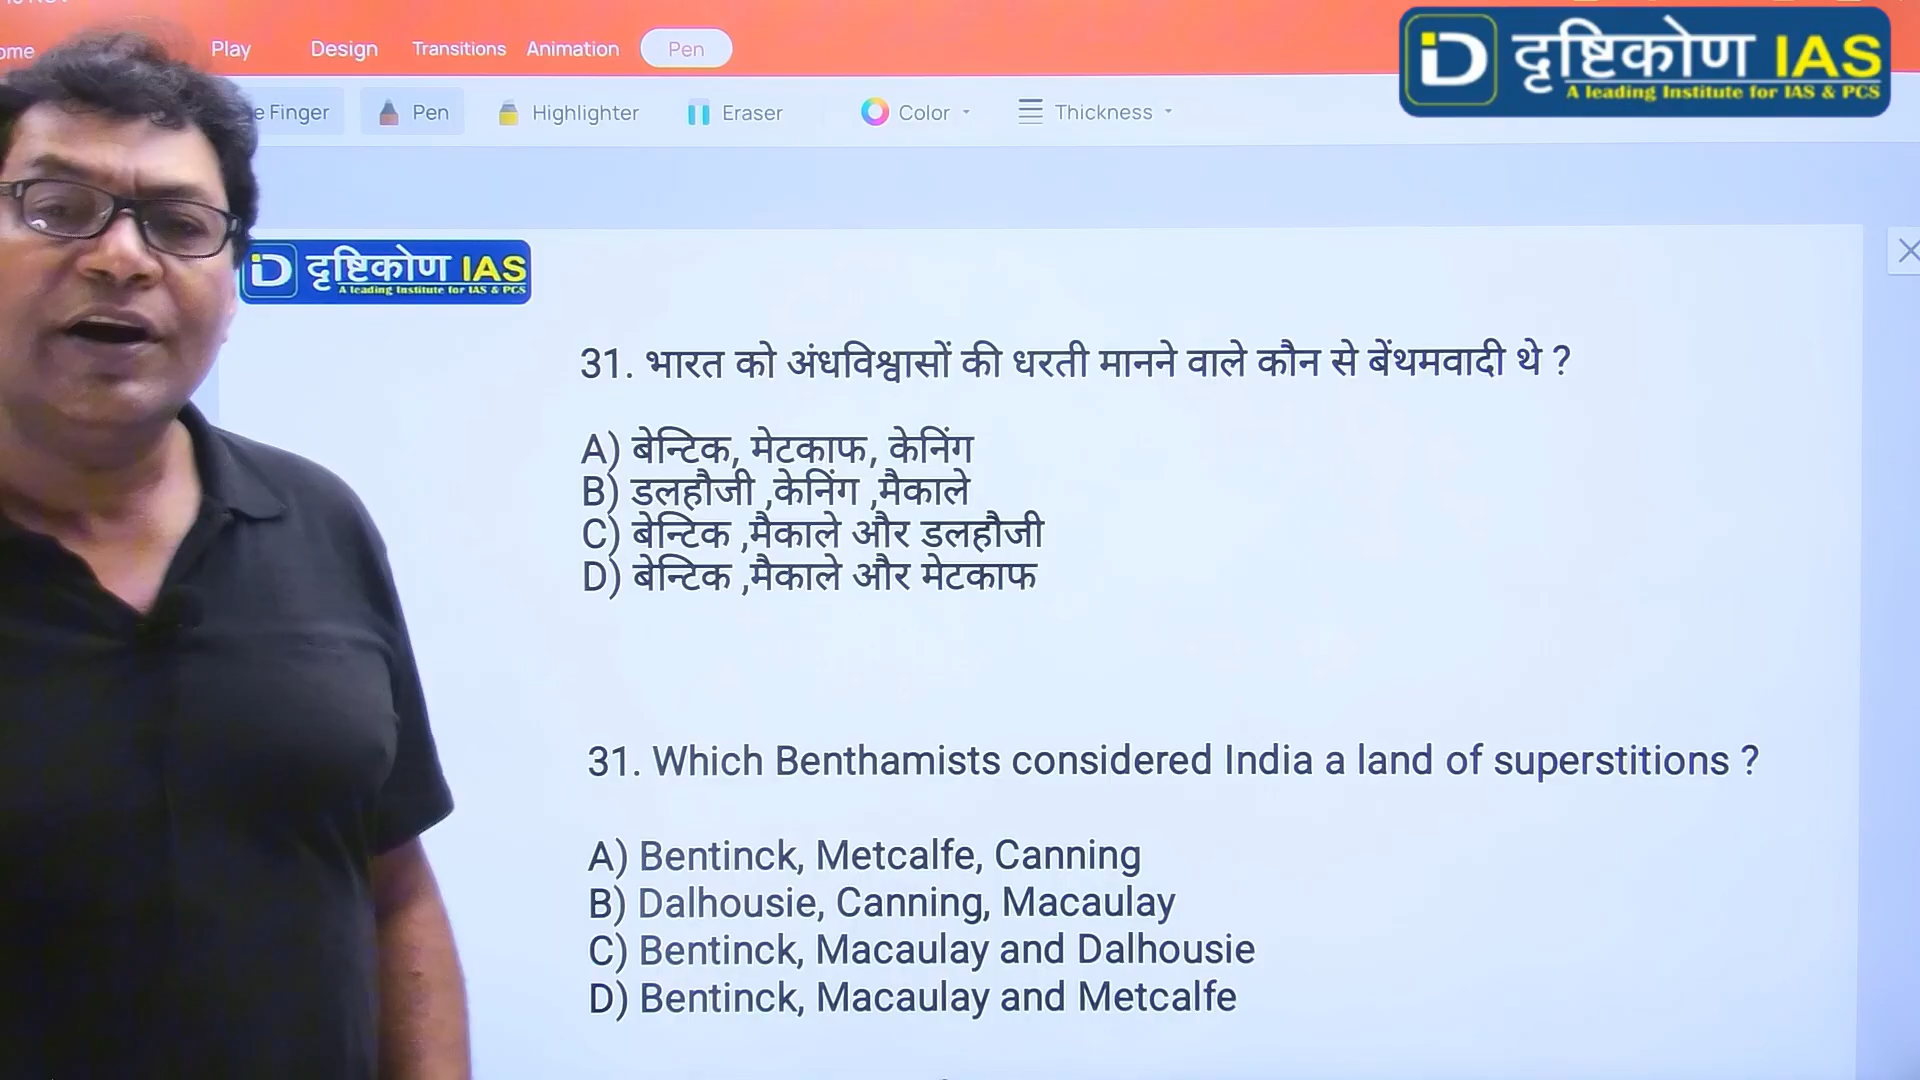 Play Design Transitions Animation Pen
Finger Pen Highlighter Eraser Color Thickness
iD दृष्टिकोण IAS
A leading Institute for IAS & PCS
iD दृष्टिकोण IAS
A leading Institute for IAS & PCS
31. भारत को अंधविश्वासों की धरती मानने वाले कौन से बेंथमवादी थे ?
A) बेन्टिक, मेटकाफ, केनिंग
B) डलहौजी ,केनिंग ,मैकाले
C) बेन्टिक ,मैकाले और डलहौजी
D) बेन्टिक ,मैकाले और मेटकाफ
31. Which Benthamists considered India a land of superstitions ?
A) Bentinck, Metcalfe, Canning
B) Dalhousie, Canning, Macaulay
C) Bentinck, Macaulay and Dalhousie
D) Bentinck, Macaulay and Metcalfe